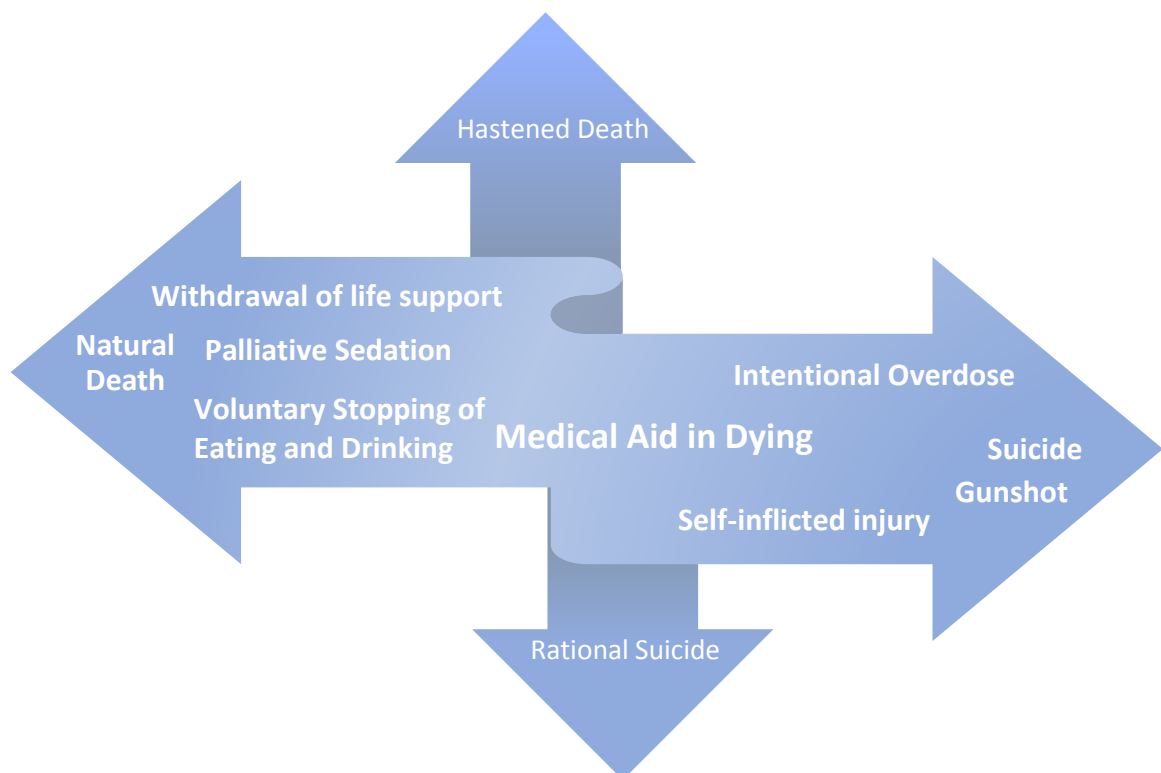 Hastened Death
Withdrawal of life support
Natural
Death
Palliative Sedation
Voluntary Stopping of
Eating and Drinking
Medical Aid in Dying
Intentional Overdose
Suicide
Gunshot
Self-inflicted injury
Rational Suicide